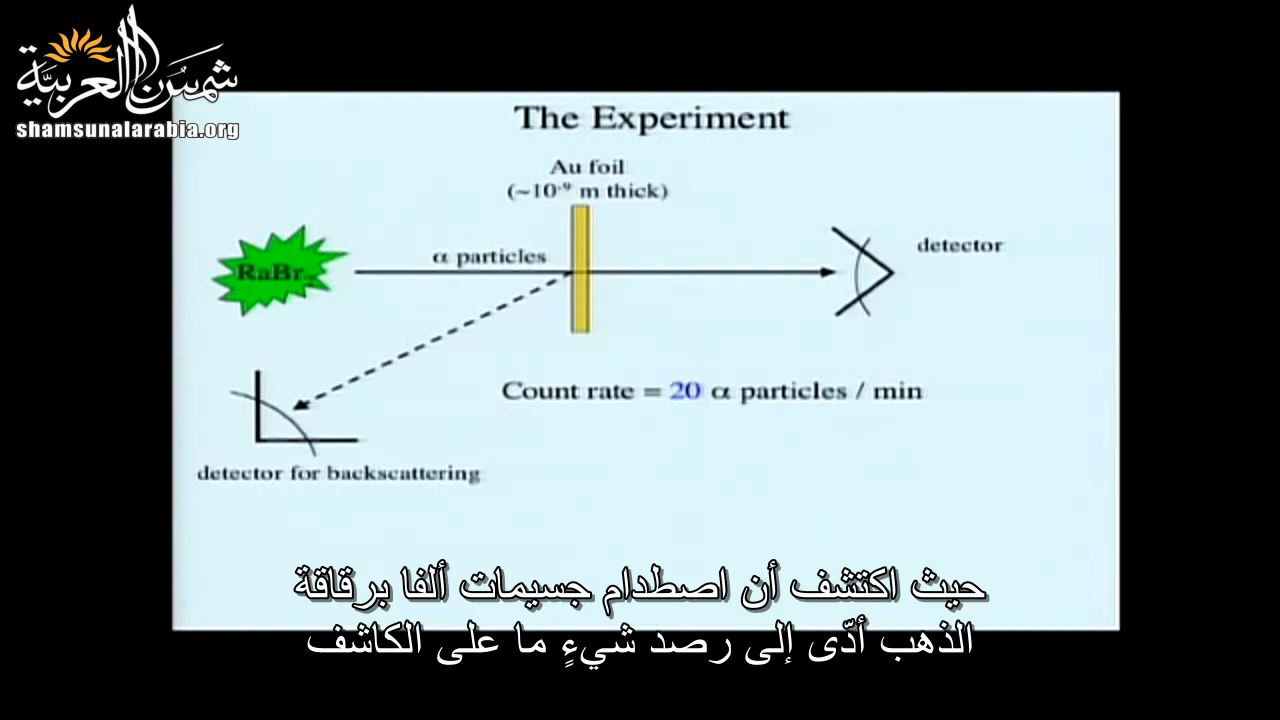 شمس العربية
shamsunalarabia.org
The Experiment
Au foil
(~10⁻⁹ m thick)
α particles
detector
RaBr₂
Count rate = 20 α particles / min
detector for backscattering
حيث اكتشف أن اصطدام جسيمات ألفا برقاقة
الذهب أدّى إلى رصد شيءٍ ما على الكاشف